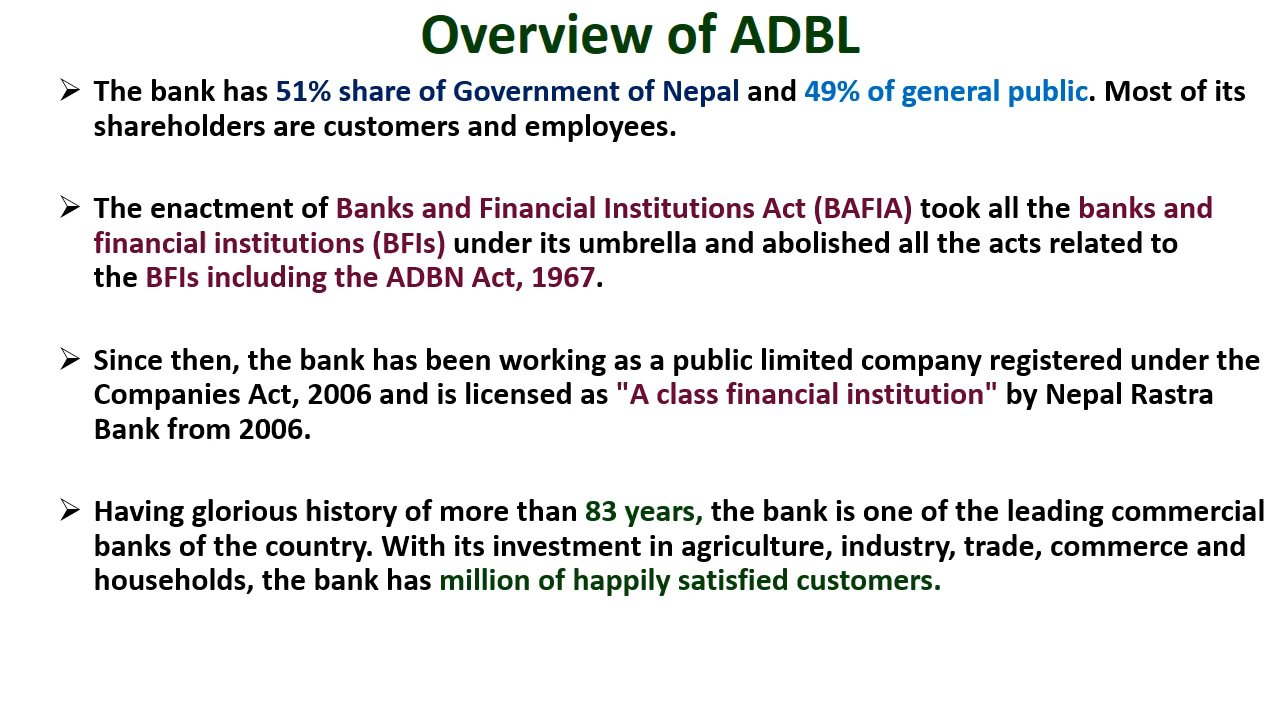 Overview of ADBL
➢ The bank has 51% share of Government of Nepal and 49% of general public. Most of its
shareholders are customers and employees.
➢ The enactment of Banks and Financial Institutions Act (BAFIA) took all the banks and
financial institutions (BFIs) under its umbrella and abolished all the acts related to
the BFIs including the ADBN Act, 1967.
➢ Since then, the bank has been working as a public limited company registered under the
Companies Act, 2006 and is licensed as "A class financial institution" by Nepal Rastra
Bank from 2006.
➢ Having glorious history of more than 83 years, the bank is one of the leading commercial
banks of the country. With its investment in agriculture, industry, trade, commerce and
households, the bank has million of happily satisfied customers.